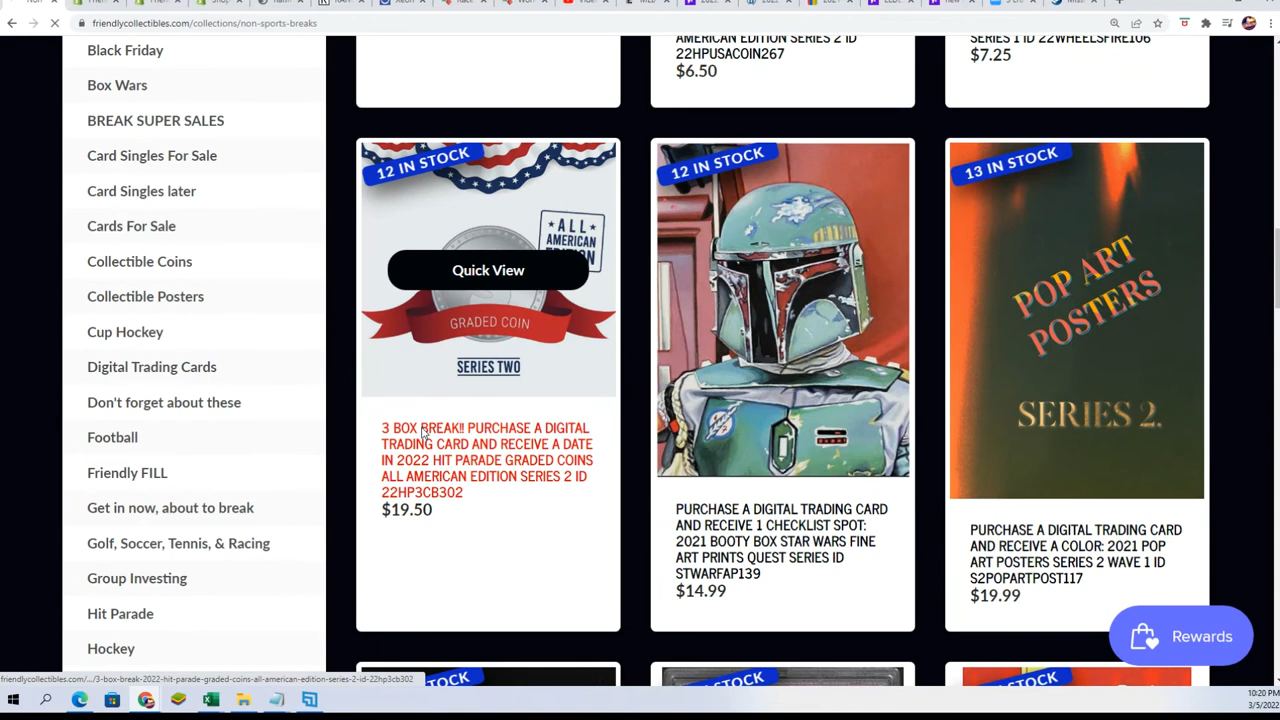 friendlycollectibles.com/collections/non-sports-breaks
Black Friday
Box Wars
BREAK SUPER SALES
Card Singles For Sale
Card Singles later
Cards For Sale
Collectible Coins
Collectible Posters
Cup Hockey
Digital Trading Cards
Don't forget about these
Football
Friendly FILL
Get in now, about to break
Golf, Soccer, Tennis, & Racing
Group Investing
Hit Parade
Hockey
AMERICAN EDITION SERIES 2 ID
22HPUSACOIN267
$6.50
SERIES 1 ID 22WHEELSFIRE106
$7.25
12 IN STOCK
ALL
AMERICAN
EDITION
Quick View
GRADED COIN
SERIES TWO
3 BOX BREAK!! PURCHASE A DIGITAL
TRADING CARD AND RECEIVE A DATE
IN 2022 HIT PARADE GRADED COINS
ALL AMERICAN EDITION SERIES 2 ID
22HP3CB302
$19.50
12 IN STOCK
PURCHASE A DIGITAL TRADING CARD
AND RECEIVE 1 CHECKLIST SPOT:
2021 BOOTY BOX STAR WARS FINE
ART PRINTS QUEST SERIES ID
STWARFAP139
$14.99
13 IN STOCK
POP ART
POSTERS
SERIES 2.
PURCHASE A DIGITAL TRADING CARD
AND RECEIVE A COLOR: 2021 POP
ART POSTERS SERIES 2 WAVE 1 ID
S2POPARTPOST117
$19.99
Rewards
friendlycollectibles.com/.../3-box-break-2022-hit-parade-graded-coins-all-american-edition-series-2-id-22hp3cb302
10:20 PM
3/5/2022